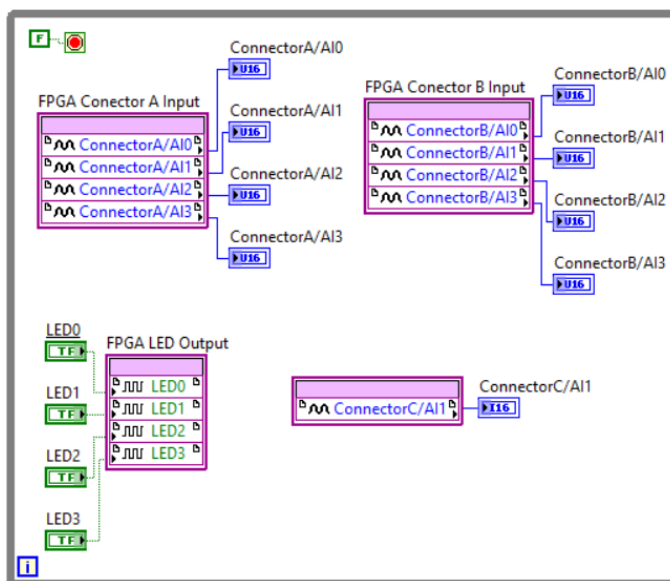 F
ConnectorA/AI0
U16
FPGA Conector A Input
ConnectorA/AI0
ConnectorA/AI1
ConnectorA/AI2
ConnectorA/AI3
ConnectorA/AI1
U16
ConnectorA/AI2
U16
ConnectorA/AI3
U16
FPGA Conector B Input
ConnectorB/AI0
ConnectorB/AI1
ConnectorB/AI2
ConnectorB/AI3
ConnectorB/AI0
U16
ConnectorB/AI1
U16
ConnectorB/AI2
U16
ConnectorB/AI3
U16
LED0
TF
LED1
TF
LED2
TF
LED3
TF
FPGA LED Output
LED0
LED1
LED2
LED3
ConnectorC/AI1
ConnectorC/AI1
I16
i